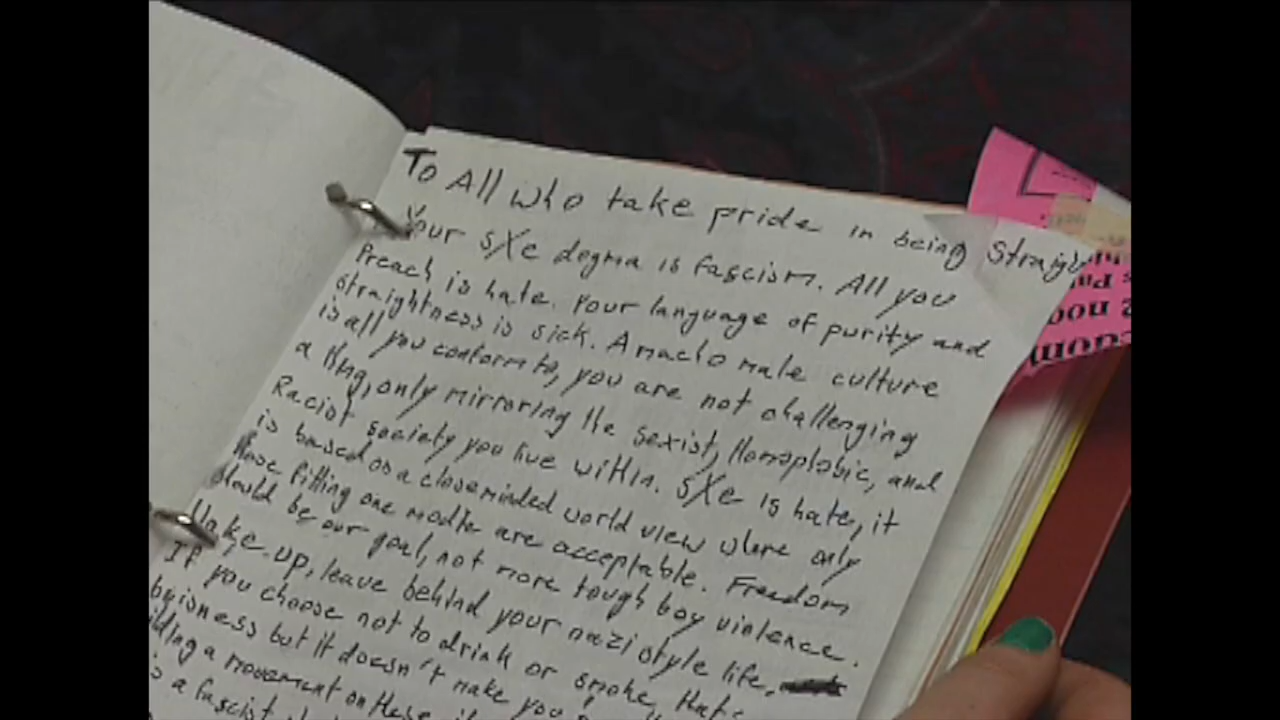 To All who take pride in being straigh
Your sXe dogma is fascism. All you
Preach is hate. Your language of purity and
straightness is sick. A macho male culture
is all you conform to, you are not challenging
a thing, only mirroring the sexist, Homophobic, and
Racist society you live within. sXe is hate, it
is based on a closeminded world view where only
those fitting one modle are acceptable. Freedom
should be our goal, not more tough boy violence.
Wake up, leave behind your nazi style life.
If you choose not to drink or smoke that's
buisness but it doesn't make you
a movement on these
a fascist